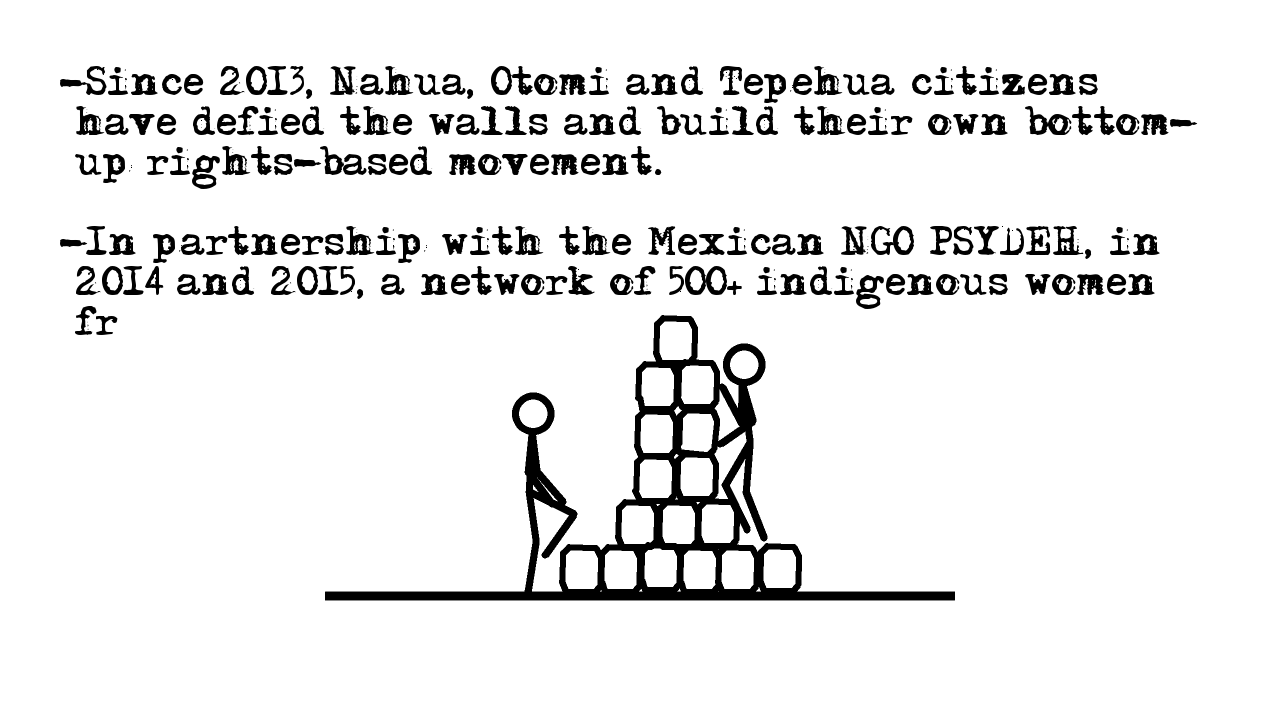 -Since 2013, Nahua, Otomi and Tepehua citizens
have defied the walls and build their own bottom-
up rights-based movement.
-In partnership with the Mexican NGO PSYDEH, in
2014 and 2015, a network of 500+ indigenous women
fr